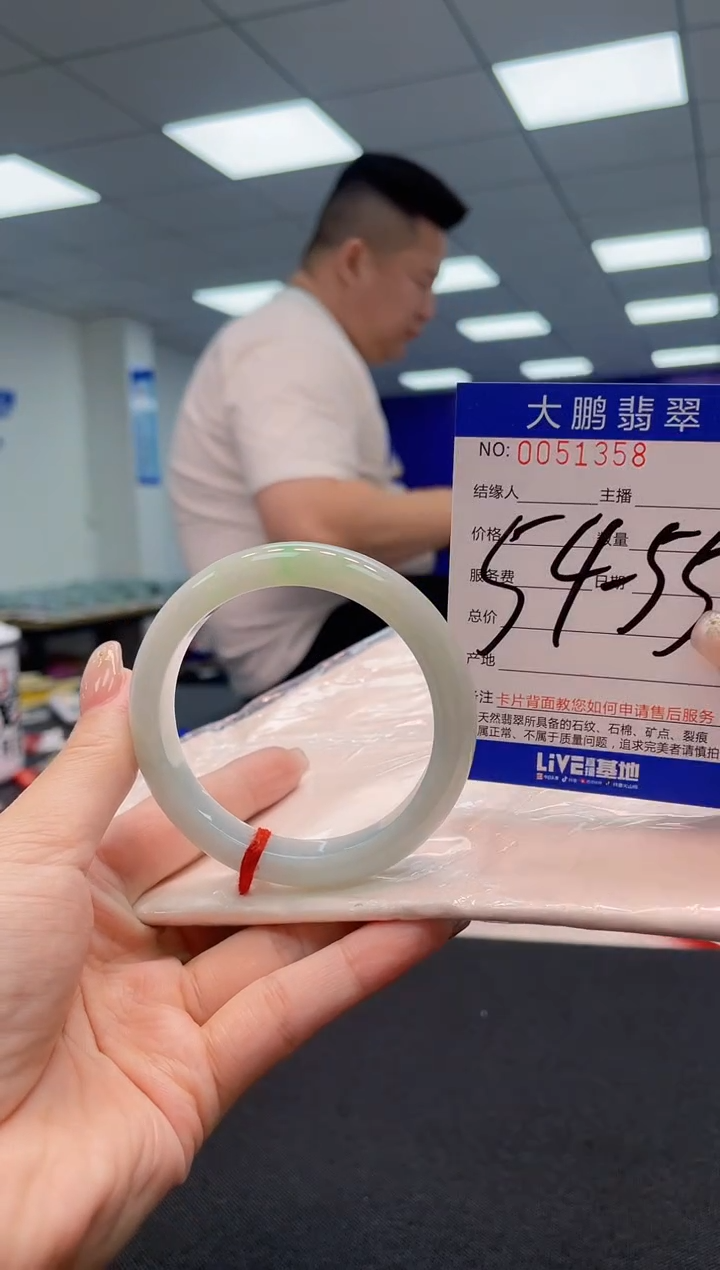 大鹏翡翠
NO: 0051358
结缘人 主播
价格 数量
54-55
服务费 日期
总价
产地
注 卡片背面教您如何申请售后服务
天然翡翠所具备的石纹、石棉、矿点、裂痕
属正常、不属于质量问题，追求完美者请慎拍
LiVE 直播基地